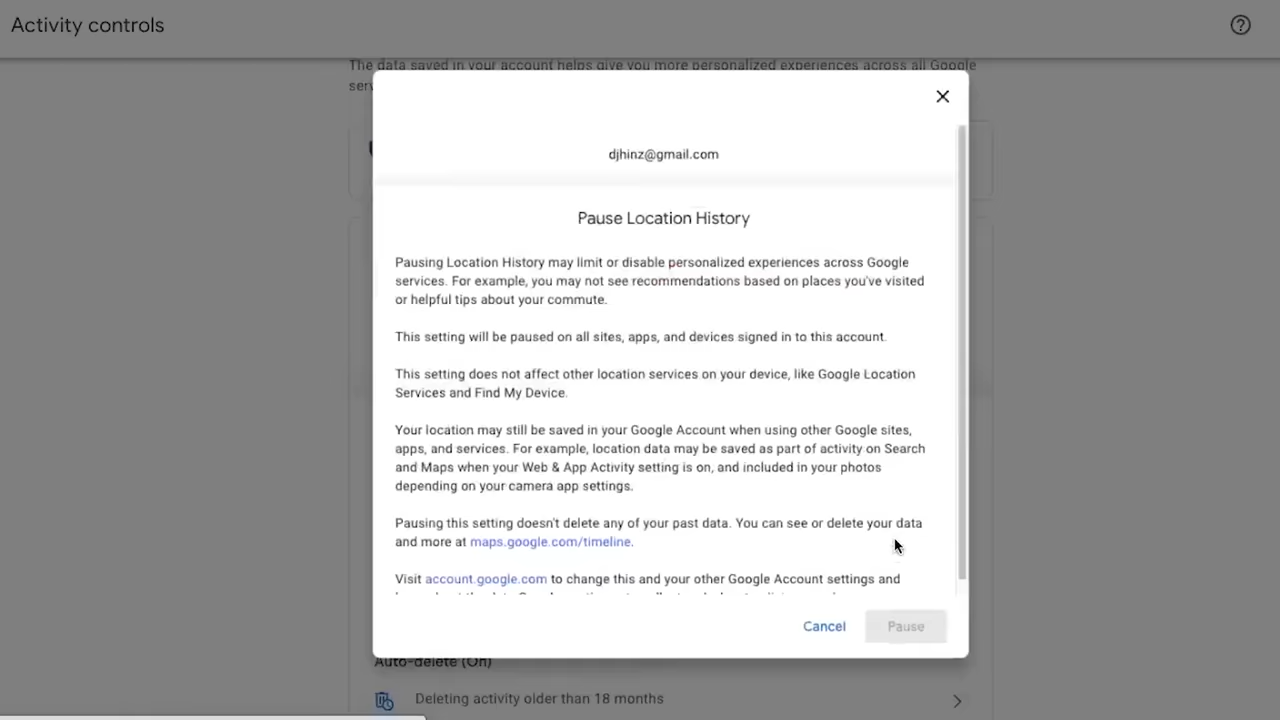 Activity controls
The data saved in your account helps give you more personalized experiences across all Google
serv
djhinz@gmail.com
Pause Location History
Pausing Location History may limit or disable personalized experiences across Google
services. For example, you may not see recommendations based on places you've visited
or helpful tips about your commute.
This setting will be paused on all sites, apps, and devices signed in to this account.
This setting does not affect other location services on your device, like Google Location
Services and Find My Device.
Your location may still be saved in your Google Account when using other Google sites,
apps, and services. For example, location data may be saved as part of activity on Search
and Maps when your Web & App Activity setting is on, and included in your photos
depending on your camera app settings.
Pausing this setting doesn't delete any of your past data. You can see or delete your data
and more at maps.google.com/timeline.
Visit account.google.com to change this and your other Google Account settings and
Cancel
Pause
Auto-delete (On)
Deleting activity older than 18 months